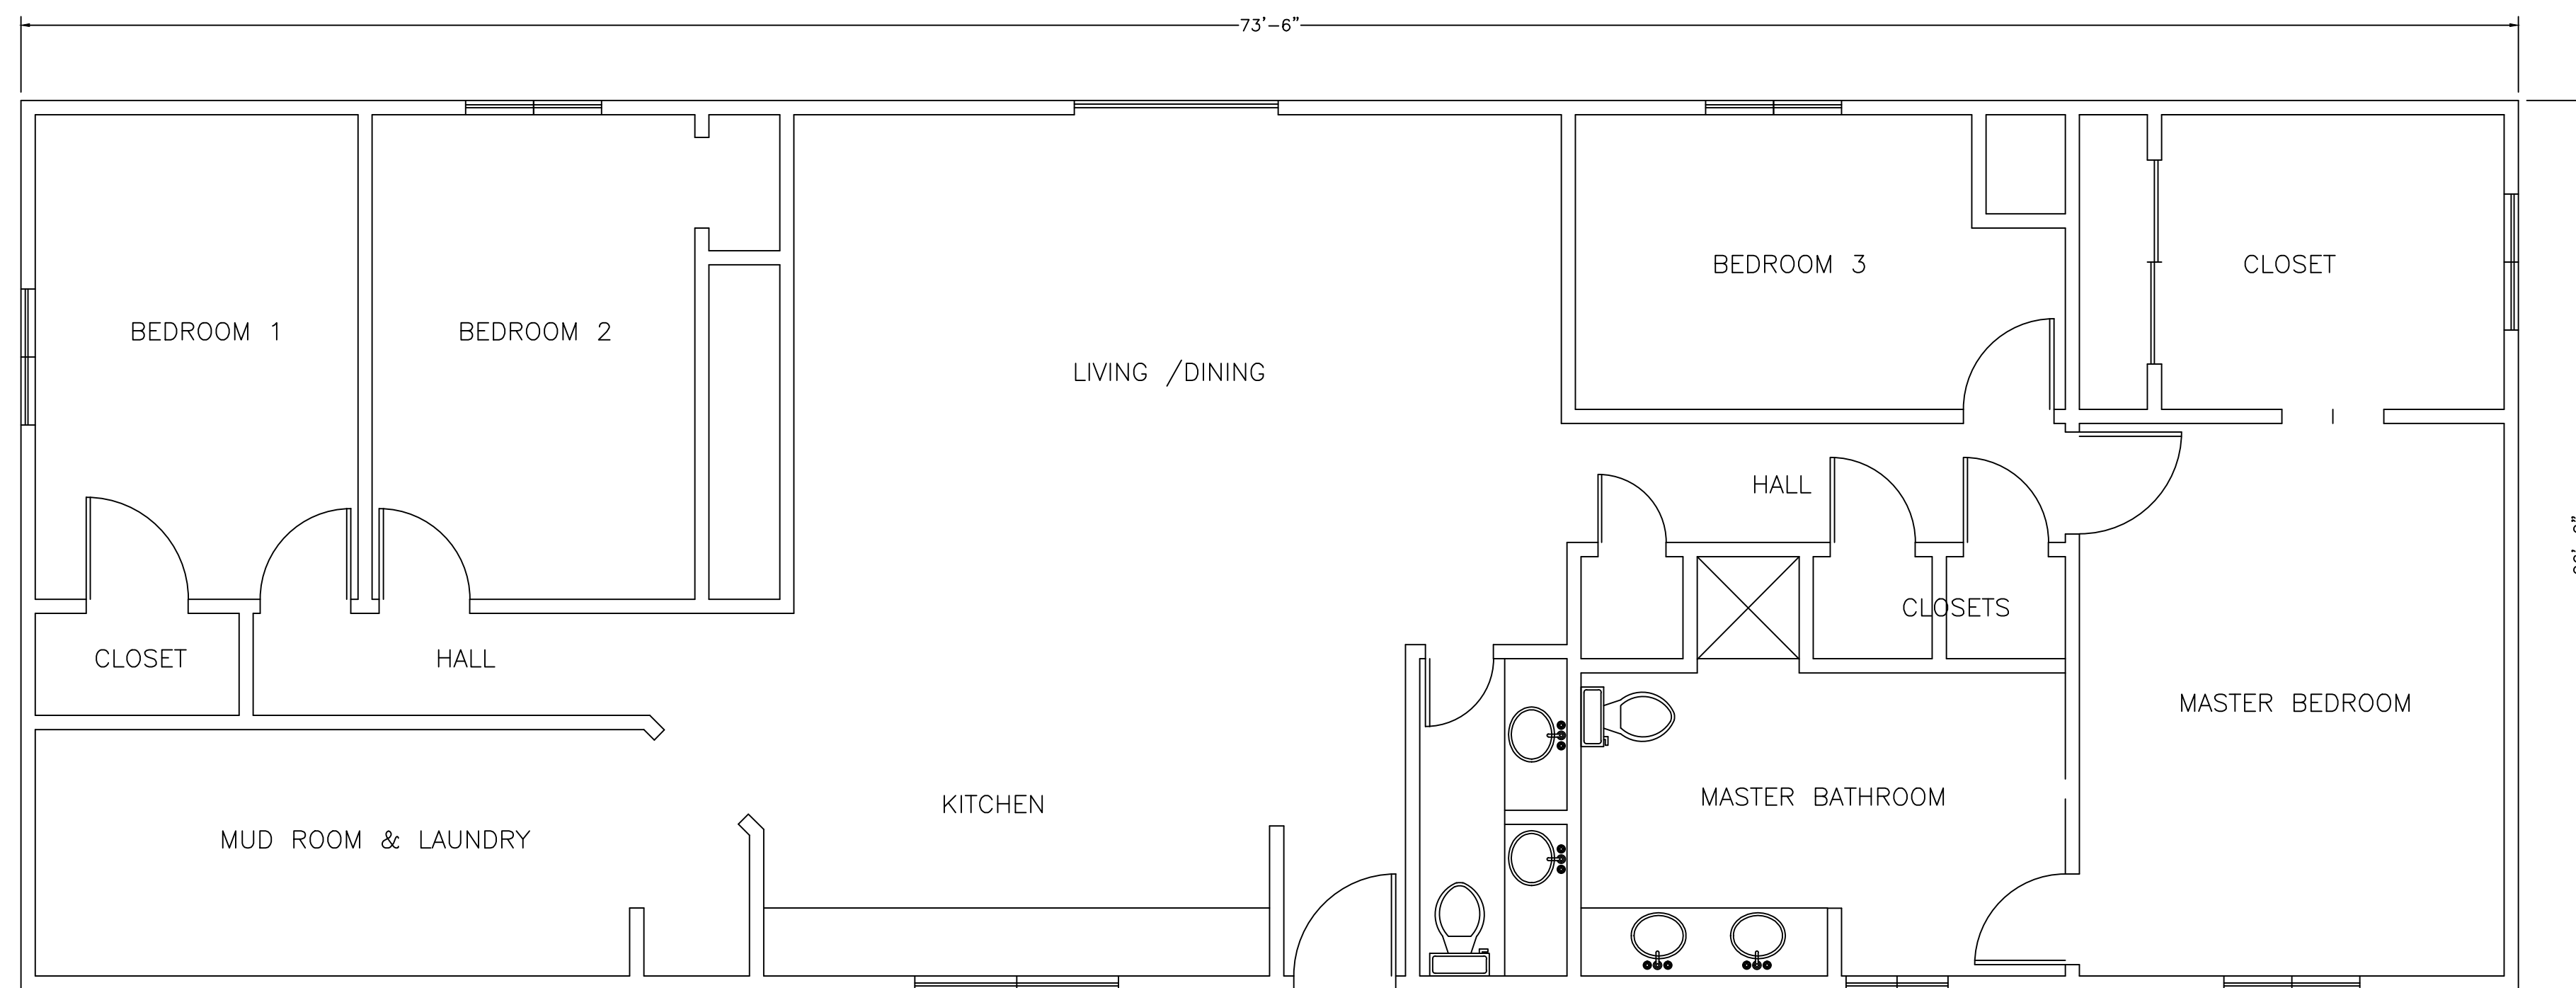 73'-6"
BEDROOM 3
CLOSET
BEDROOM 1
BEDROOM 2
LIVING /DINING
HALL
CLOSETS
CLOSET
HALL
MASTER BEDROOM
MASTER BATHROOM
KITCHEN
MUD ROOM & LAUNDRY